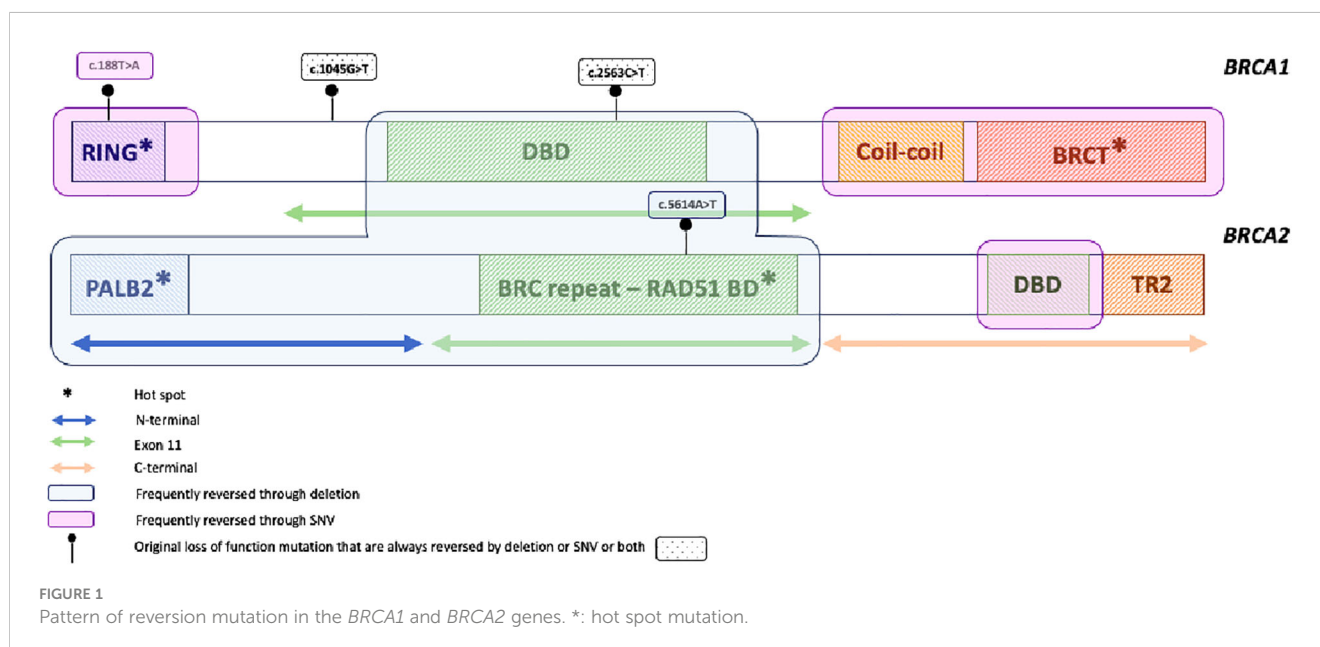 c.188T>A
c.1045G>T
c.2563C>T
BRCA1
RING*
DBD
Coil-coil
BRCT*
c.5614A>T
BRCA2
PALB2*
BRC repeat – RAD51 BD*
DBD
TR2
* Hot spot
N-terminal
Exon 11
C-terminal
Frequently reversed through deletion
Frequently reversed through SNV
Original loss of function mutation that are always reversed by deletion or SNV or both
FIGURE 1
Pattern of reversion mutation in the BRCA1 and BRCA2 genes. *: hot spot mutation.